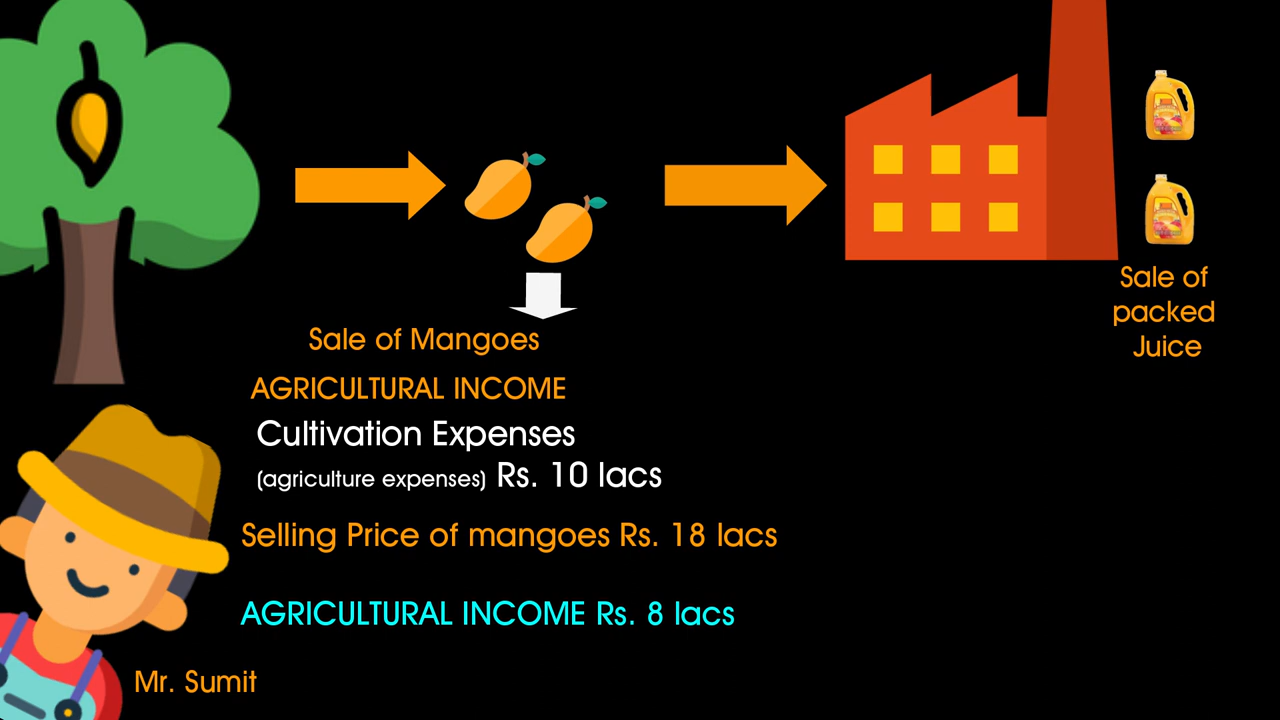 Sale of
packed
Juice
Sale of Mangoes
AGRICULTURAL INCOME
Cultivation Expenses
(agriculture expenses) Rs. 10 lacs
Selling Price of mangoes Rs. 18 lacs
AGRICULTURAL INCOME Rs. 8 lacs
Mr. Sumit